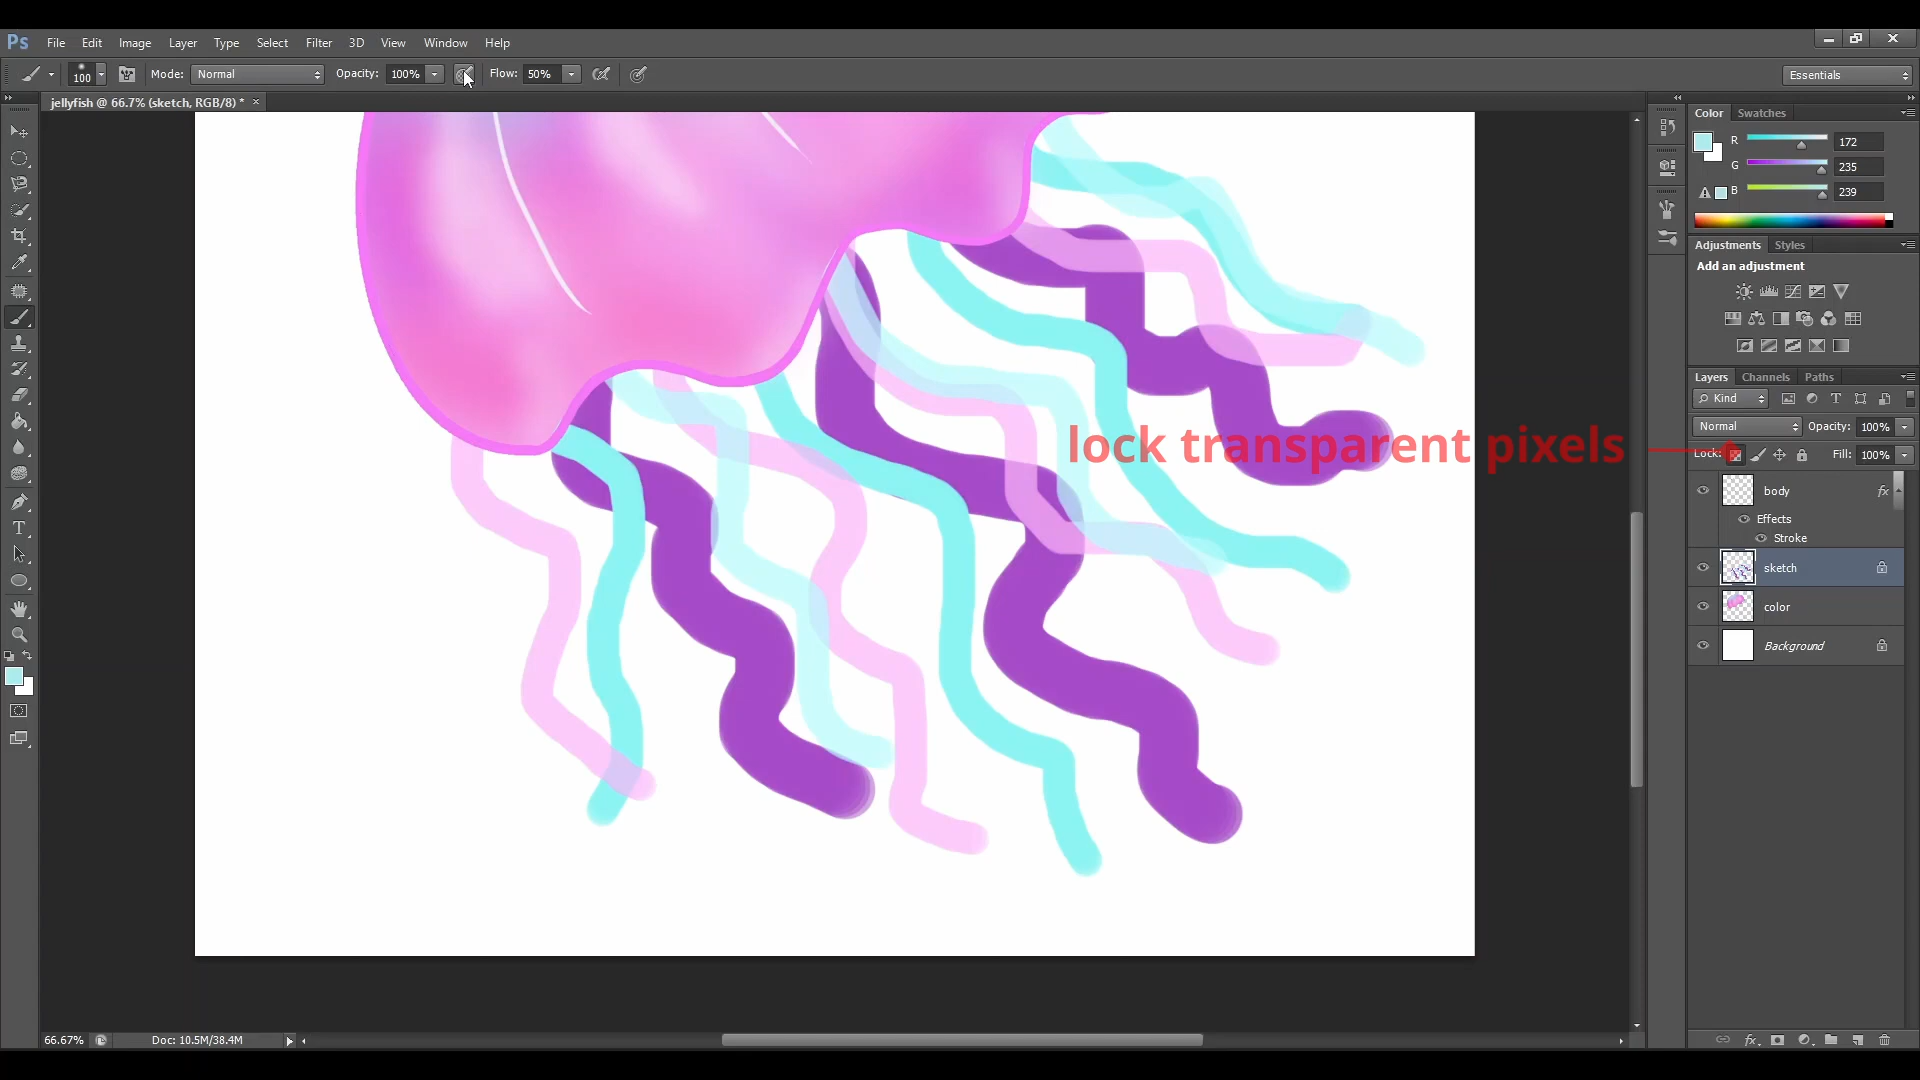 Ps File Edit Image Layer Type Select Filter 3D View Window Help
100 Mode: Normal Opacity: 100% Flow: 50% Essentials
jellyfish @ 66.7% (sketch, RGB/8) * ×
Color Swatches
R 172
G 235
B 239
Adjustments Styles
Add an adjustment
Layers Channels Paths
Kind
Normal Opacity: 100%
lock transparent pixels
Lock: Fill: 100%
body fx
Effects
Stroke
sketch
color
Background
66.67% Doc: 10.5M/38.4M